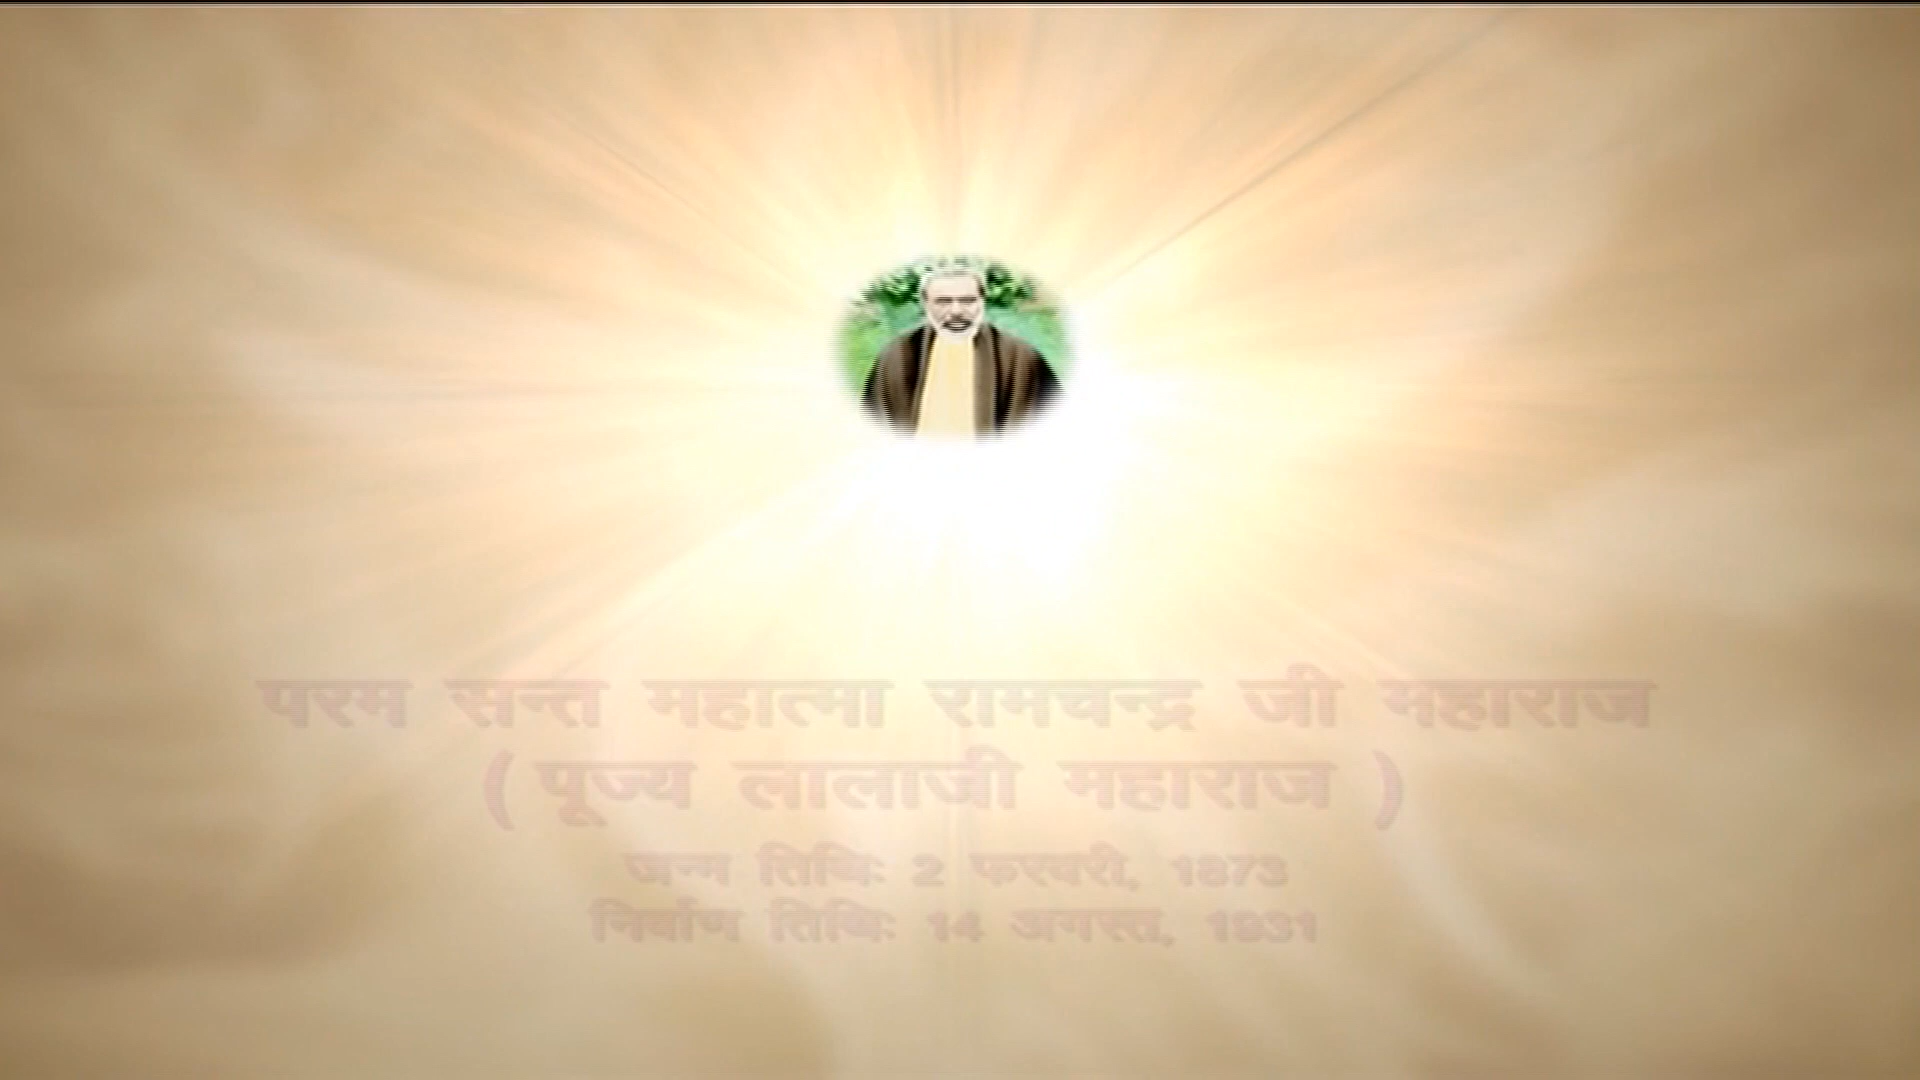 परम सन्त महात्मा रामचन्द्र जी महाराज
( पूज्य लालाजी महाराज )
जन्म तिथि: 2 फरवरी, 1873
निर्वाण तिथि: 14 अगस्त, 1931